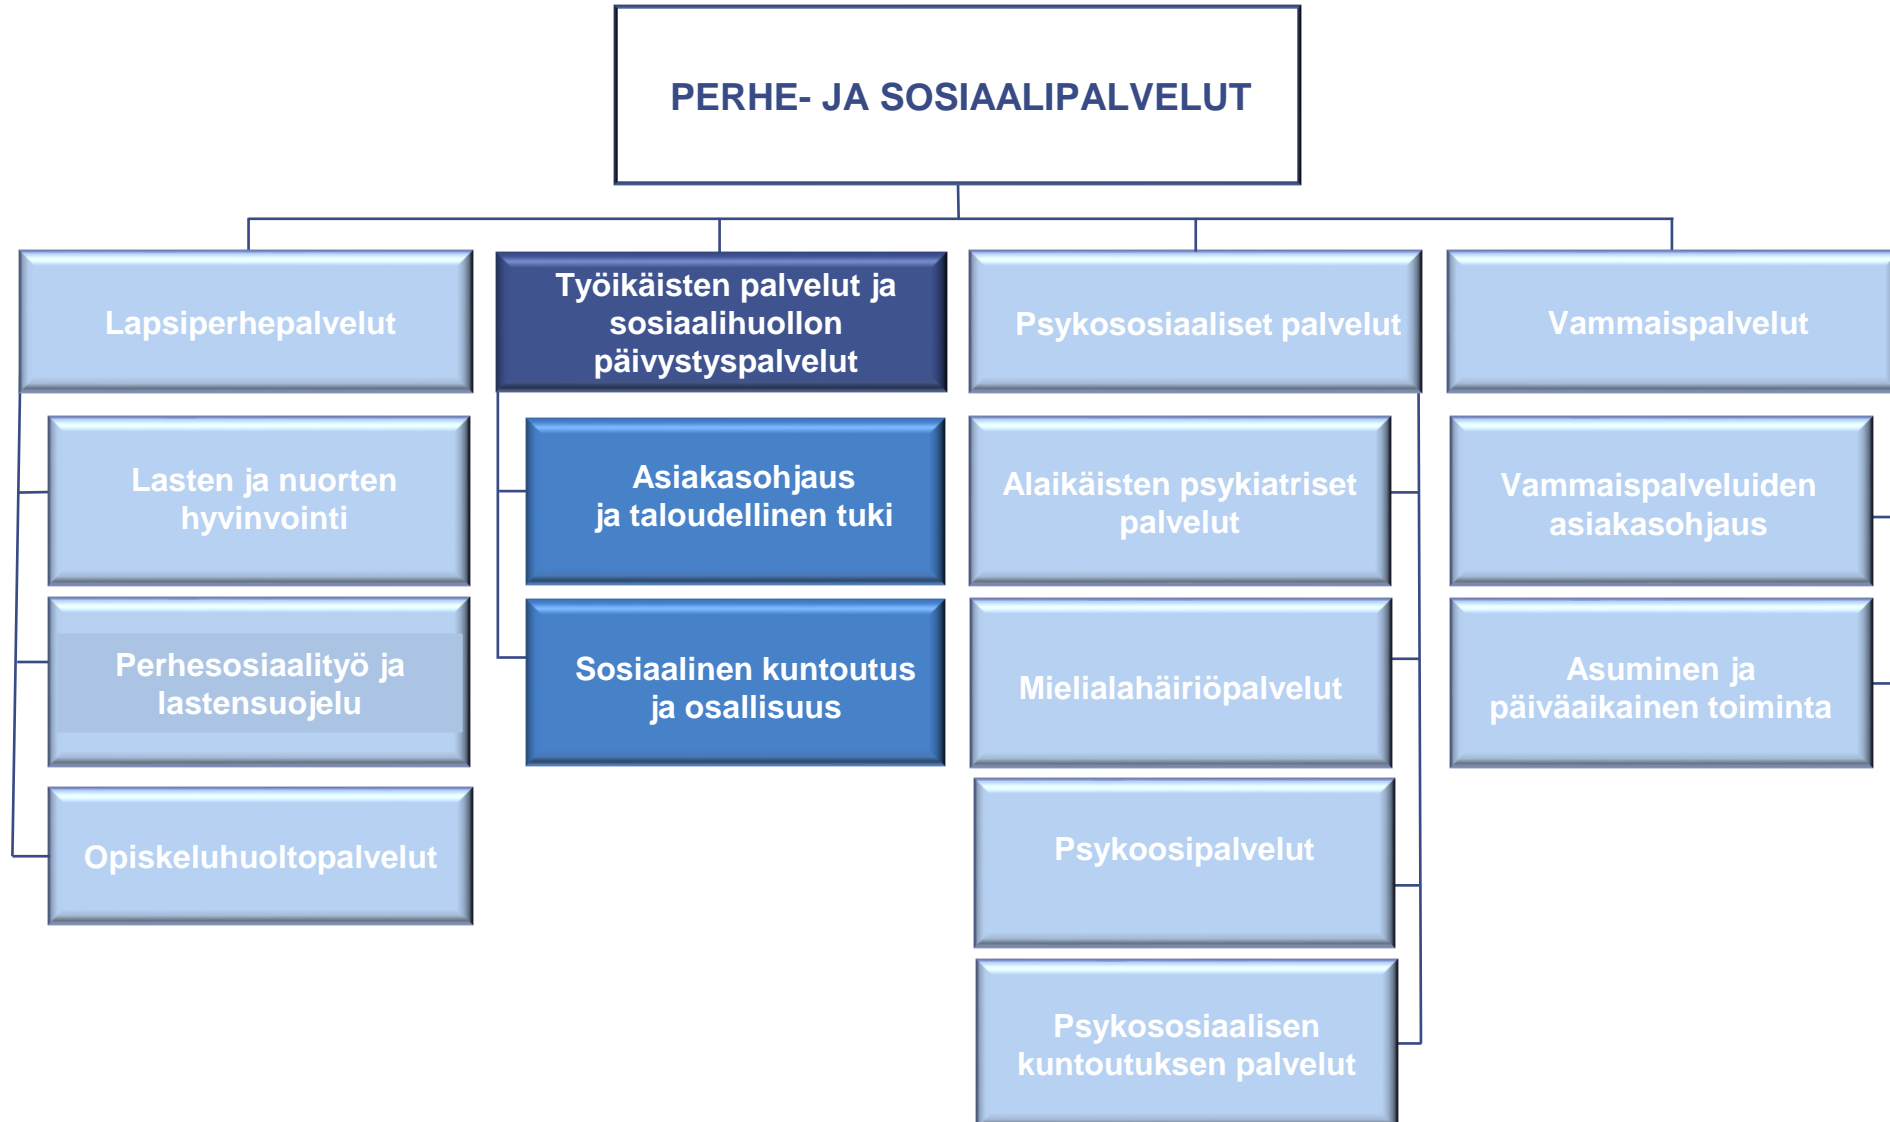 PERHE- JA SOSIAALIPALVELUT
Lapsiperhepalvelut
Lasten ja nuorten
hyvinvointi
Perhesosiaalityö ja
lastensuojelu
Opiskeluhuoltopalvelut
Työikäisten palvelut ja
sosiaalihuollon
päivystyspalvelut
Asiakasohjaus
ja taloudellinen tuki
Sosiaalinen kuntoutus
ja osallisuus
Psykososiaaliset palvelut
Alaikäisten psykiatriset
palvelut
Mielialahäiriöpalvelut
Psykoosipalvelut
Psykososiaalisen
kuntoutuksen palvelut
Vammaispalvelut
Vammaispalveluiden
asiakasohjaus
Asuminen ja
päiväaikainen toiminta